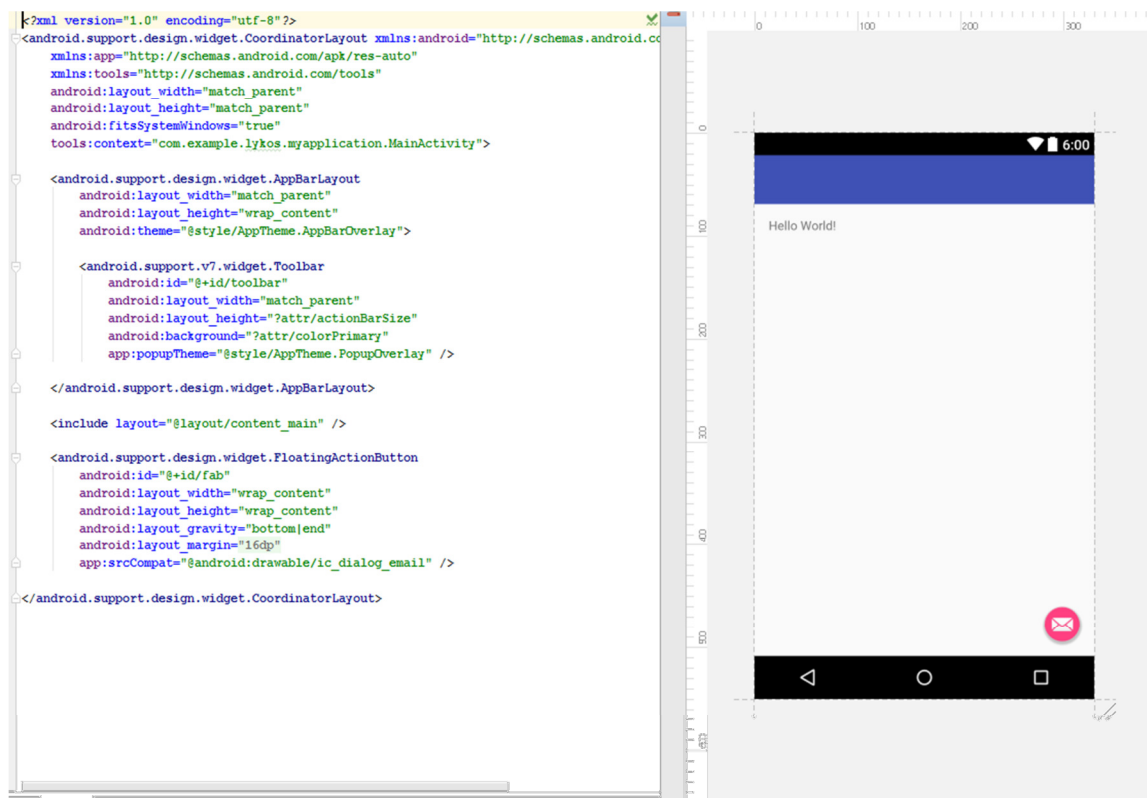 <?xml version="1.0" encoding="utf-8"?>
<android.support.design.widget.CoordinatorLayout xmlns:android="http://schemas.android.co
xmlns:app="http://schemas.android.com/apk/res-auto"
xmlns:tools="http://schemas.android.com/tools"
android:layout_width="match_parent"
android:layout_height="match_parent"
android:fitsSystemWindows="true"
tools:context="com.example.lykos.myapplication.MainActivity">
<android.support.design.widget.AppBarLayout
android:layout_width="match_parent"
android:layout_height="wrap_content"
android:theme="@style/AppTheme.AppBarOverlay">
<android.support.v7.widget.Toolbar
android:id="@+id/toolbar"
android:layout_width="match_parent"
android:layout_height="?attr/actionBarSize"
android:background="?attr/colorPrimary"
app:popupTheme="@style/AppTheme.PopupOverlay" />
</android.support.design.widget.AppBarLayout>
<include layout="@layout/content_main" />
<android.support.design.widget.FloatingActionButton
android:id="@+id/fab"
android:layout_width="wrap_content"
android:layout_height="wrap_content"
android:layout_gravity="bottom|end"
android:layout_margin="16dp"
app:srcCompat="@android:drawable/ic_dialog_email" />
</android.support.design.widget.CoordinatorLayout>
0 100 200 300
0
100
200
300
400
500
600
6:00
Hello World!